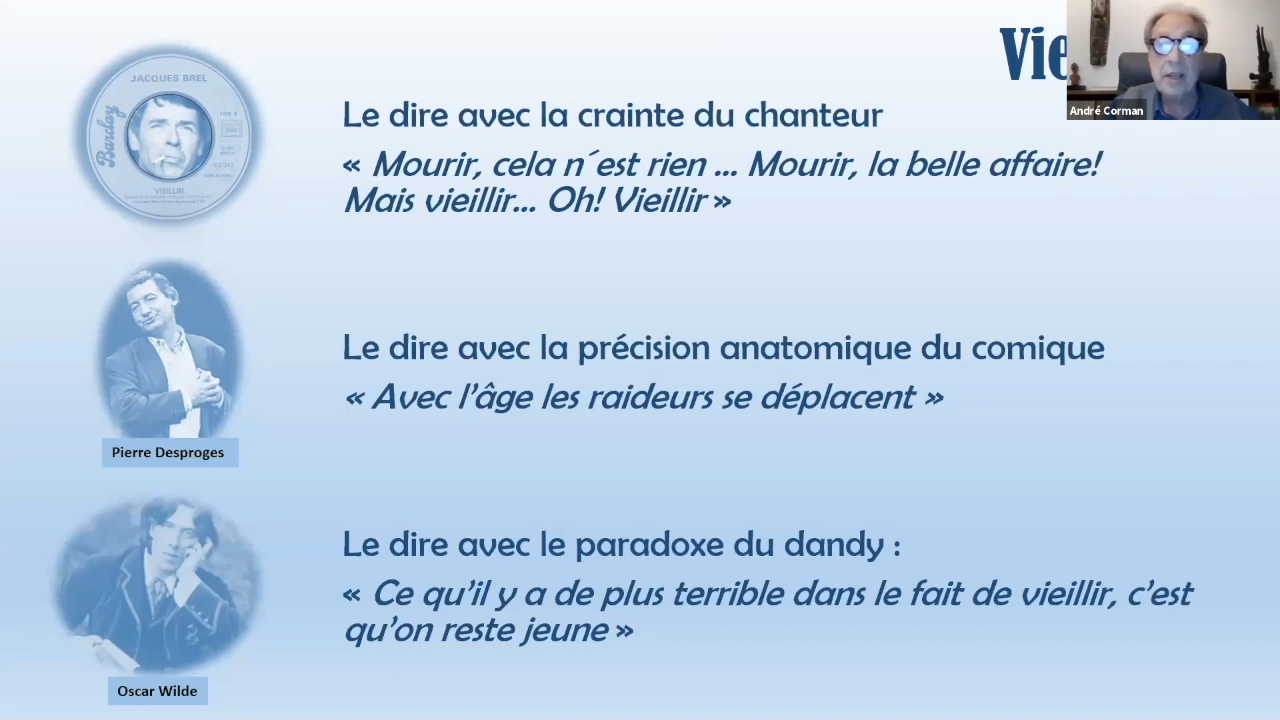 Vie
André Corman
JACQUES BREL
Barclay
VIEILLIR
Le dire avec la crainte du chanteur
« Mourir, cela n´est rien ... Mourir, la belle affaire!
Mais vieillir... Oh! Vieillir »
Le dire avec la précision anatomique du comique
« Avec l’âge les raideurs se déplacent »
Pierre Desproges
Le dire avec le paradoxe du dandy :
« Ce qu’il y a de plus terrible dans le fait de vieillir, c’est
qu’on reste jeune »
Oscar Wilde